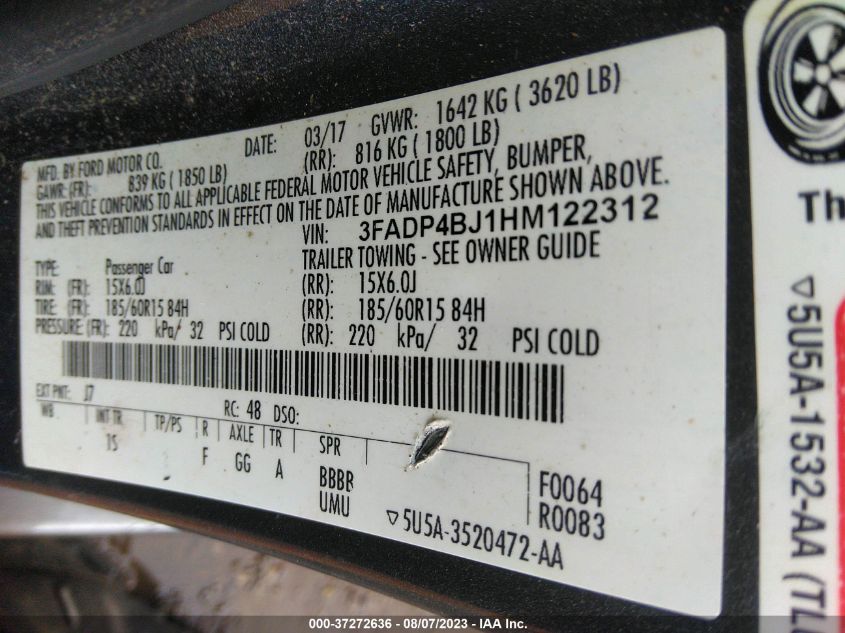 MFD. BY FORD MOTOR CO.
DATE: 03/17 GVWR: 1642 KG ( 3620 LB)
GAWR: (FR): 839 KG ( 1850 LB) (RR): 816 KG ( 1800 LB)
THIS VEHICLE CONFORMS TO ALL APPLICABLE FEDERAL MOTOR VEHICLE SAFETY, BUMPER,
AND THEFT PREVENTION STANDARDS IN EFFECT ON THE DATE OF MANUFACTURE SHOWN ABOVE.
VIN: 3FADP4BJ1HM122312
TYPE: Passenger Car TRAILER TOWING - SEE OWNER GUIDE
RIM: (FR): 15X6.0J (RR): 15X6.0J
TIRE: (FR): 185/60R15 84H (RR): 185/60R15 84H
PRESSURE: (FR): 220 kPa/ 32 PSI COLD (RR): 220 kPa/ 32 PSI COLD
EXT PNT: J7 RC: 48 DSO:
WB INT TR TP/PS R AXLE TR SPR
1S F GG A BBBR
UMU
F0064
R0083
▽5U5A-3520472-AA
Th
▽5U5A-1532-AA (TL
000-37272636 - 08/07/2023 - IAA Inc.